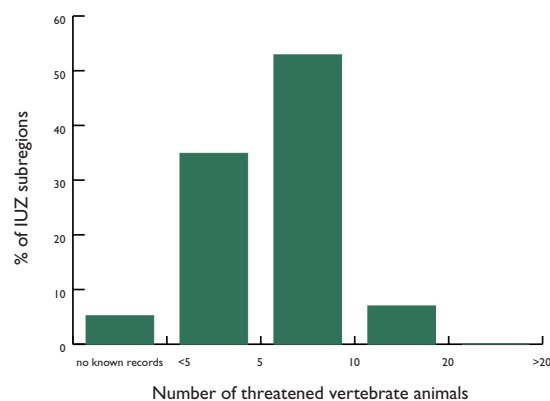 60
50
40
30
20
10
0
% of IUZ subregions
no known records <5 5 10 20 >20
Number of threatened vertebrate animals